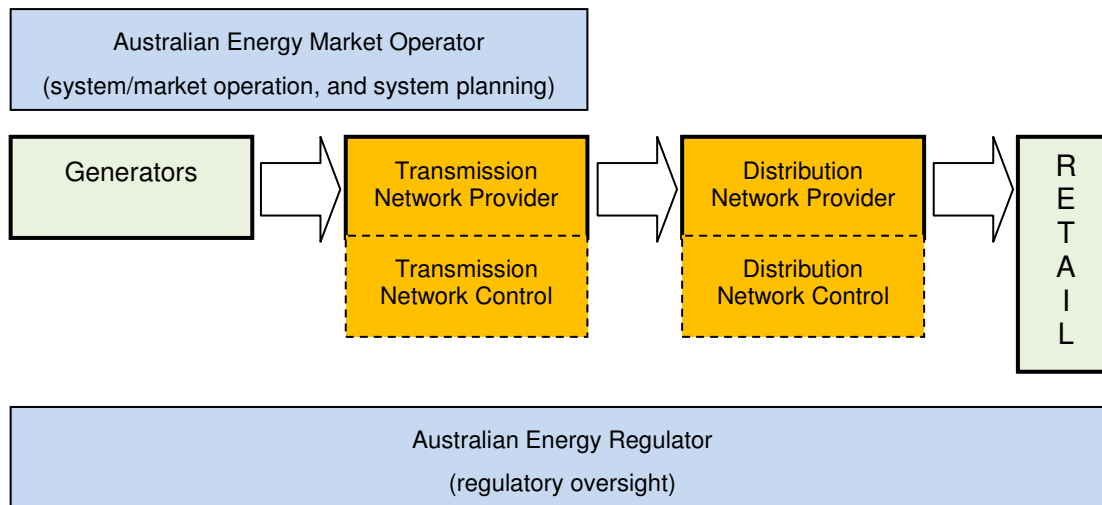 Australian Energy Market Operator
(system/market operation, and system planning)
Generators
Transmission
Network Provider
Transmission
Network Control
Distribution
Network Provider
Distribution
Network Control
R
E
T
A
I
L
Australian Energy Regulator
(regulatory oversight)